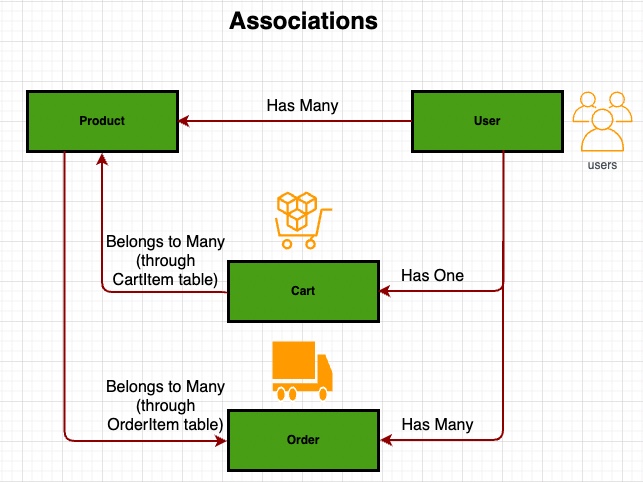 Associations
Has Many
Product
User
users
Belongs to Many
(through
CartItem table)
Has One
Cart
Belongs to Many
(through
OrderItem table)
Has Many
Order